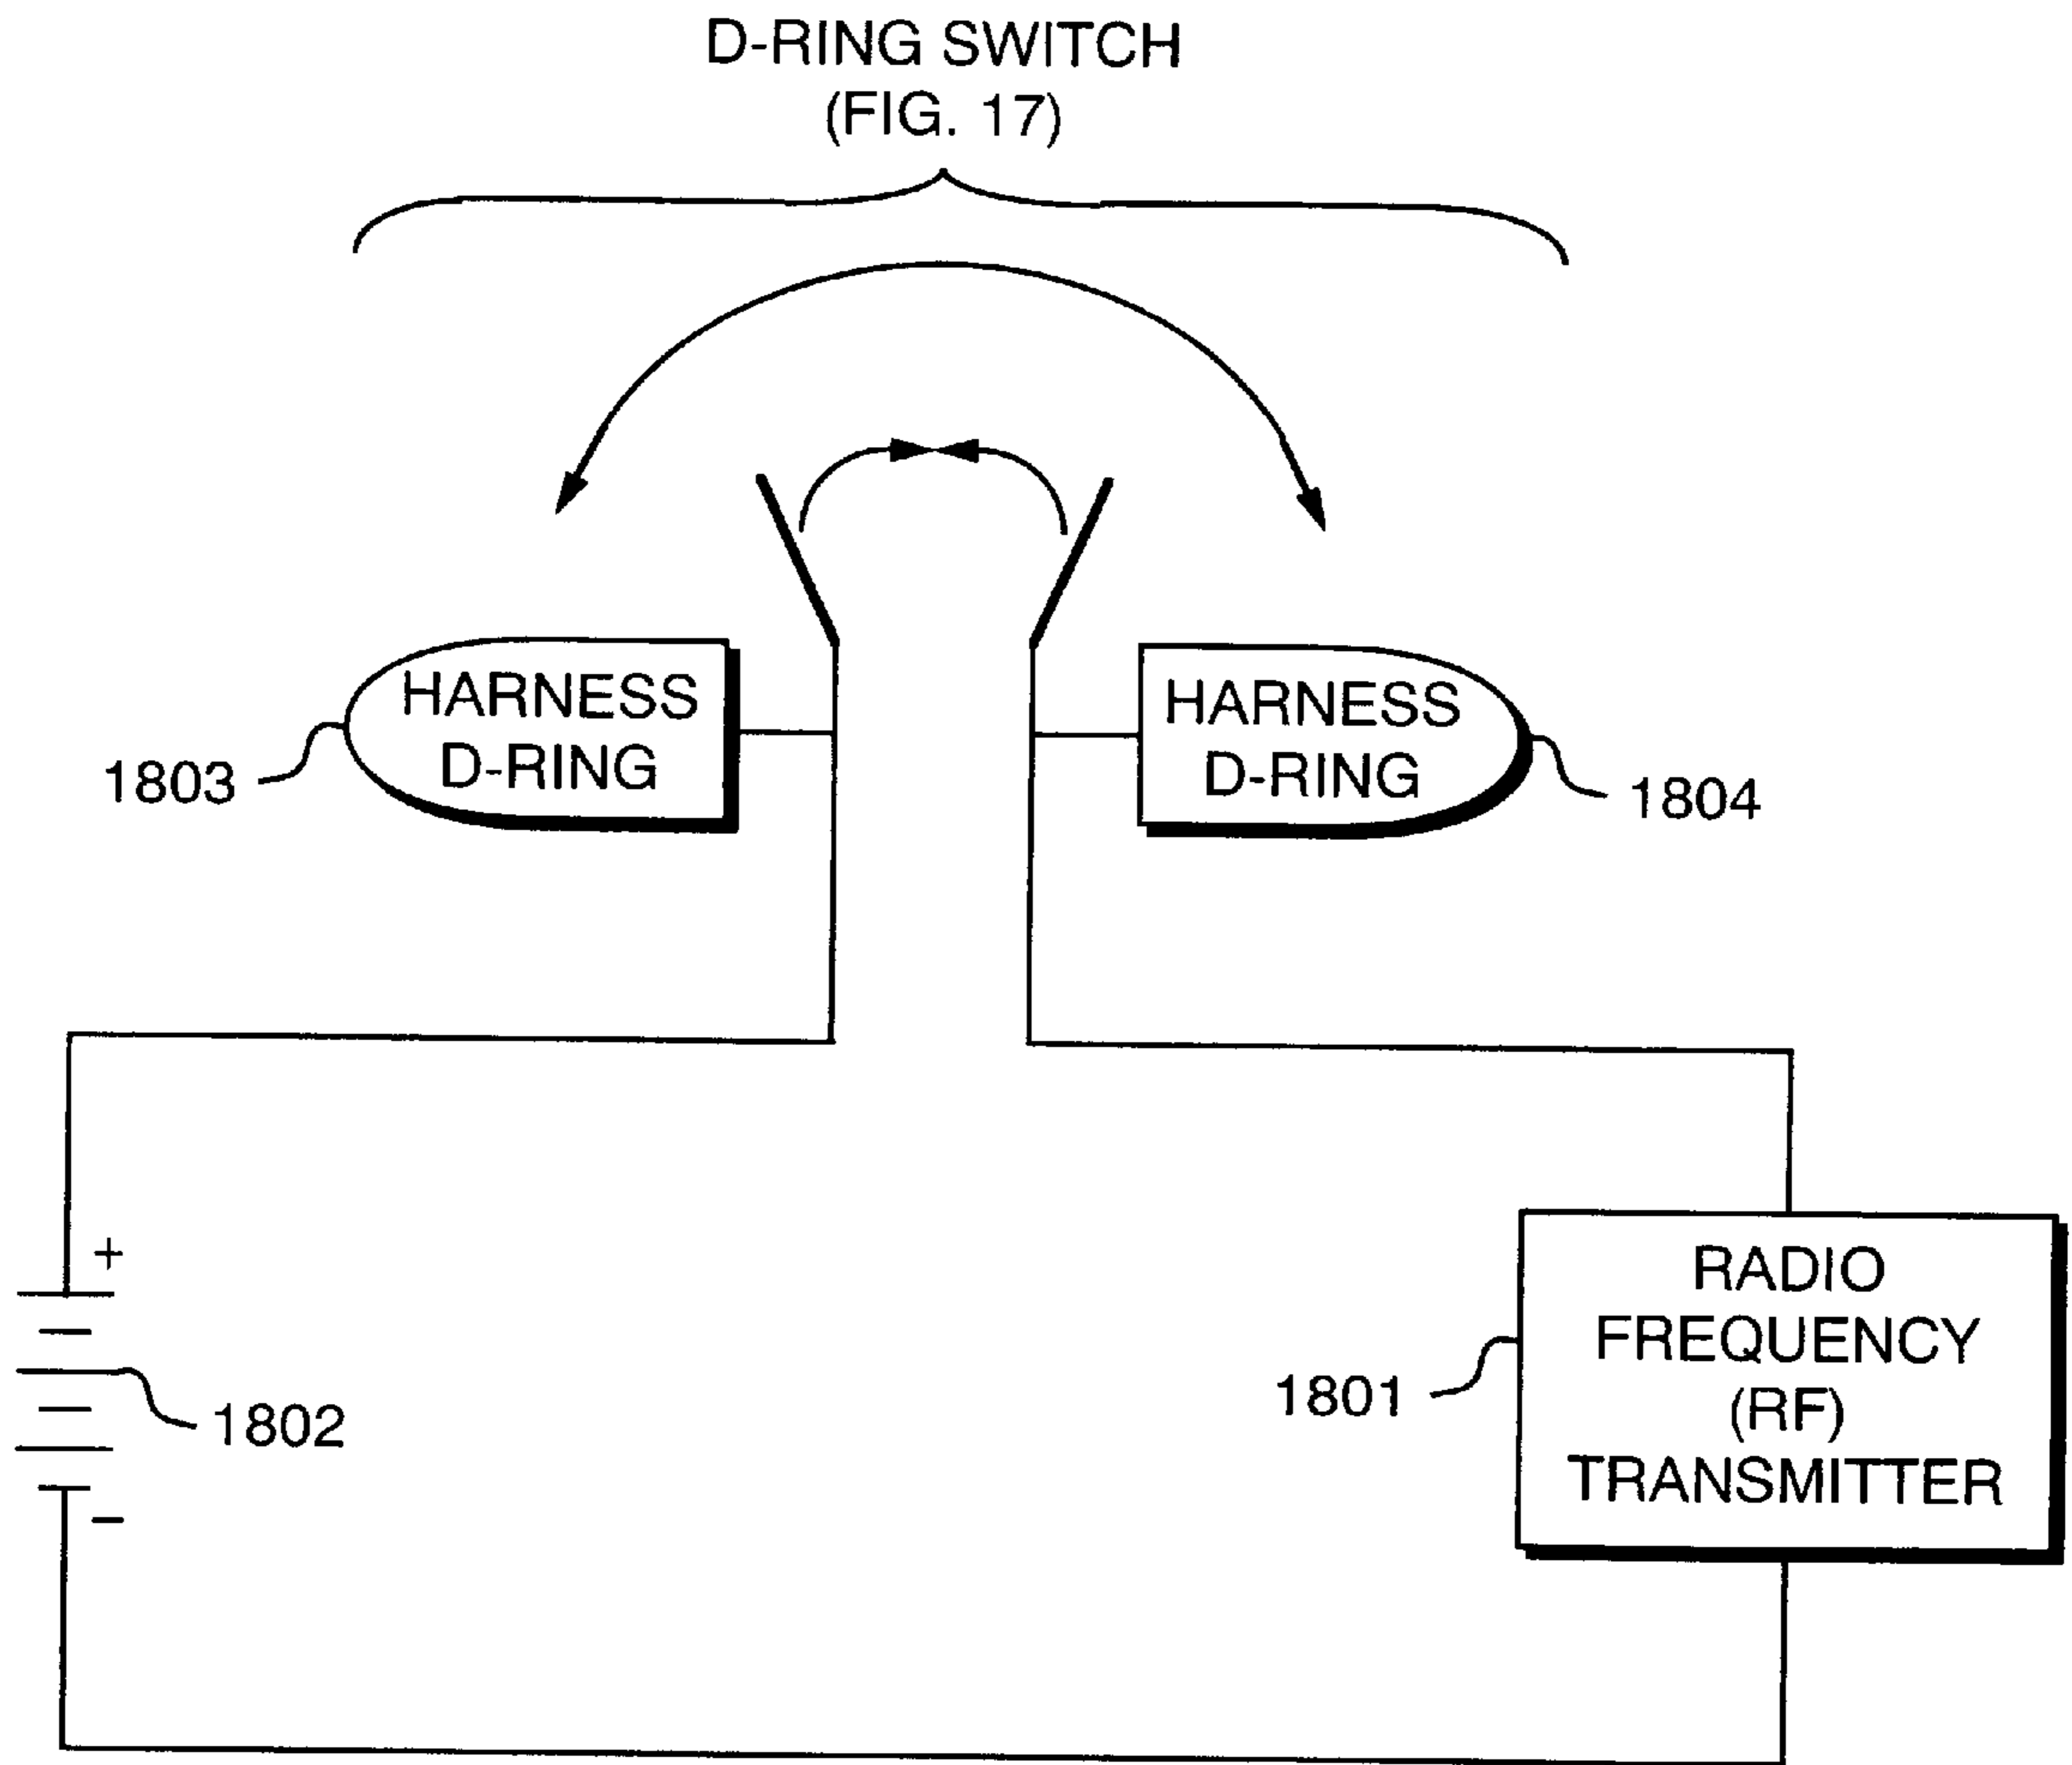 D-RING SWITCH
(FIG. 17)
HARNESS
D-RING
1803
HARNESS
D-RING
1804
+
1802
−
1801
RADIO
FREQUENCY
(RF)
TRANSMITTER